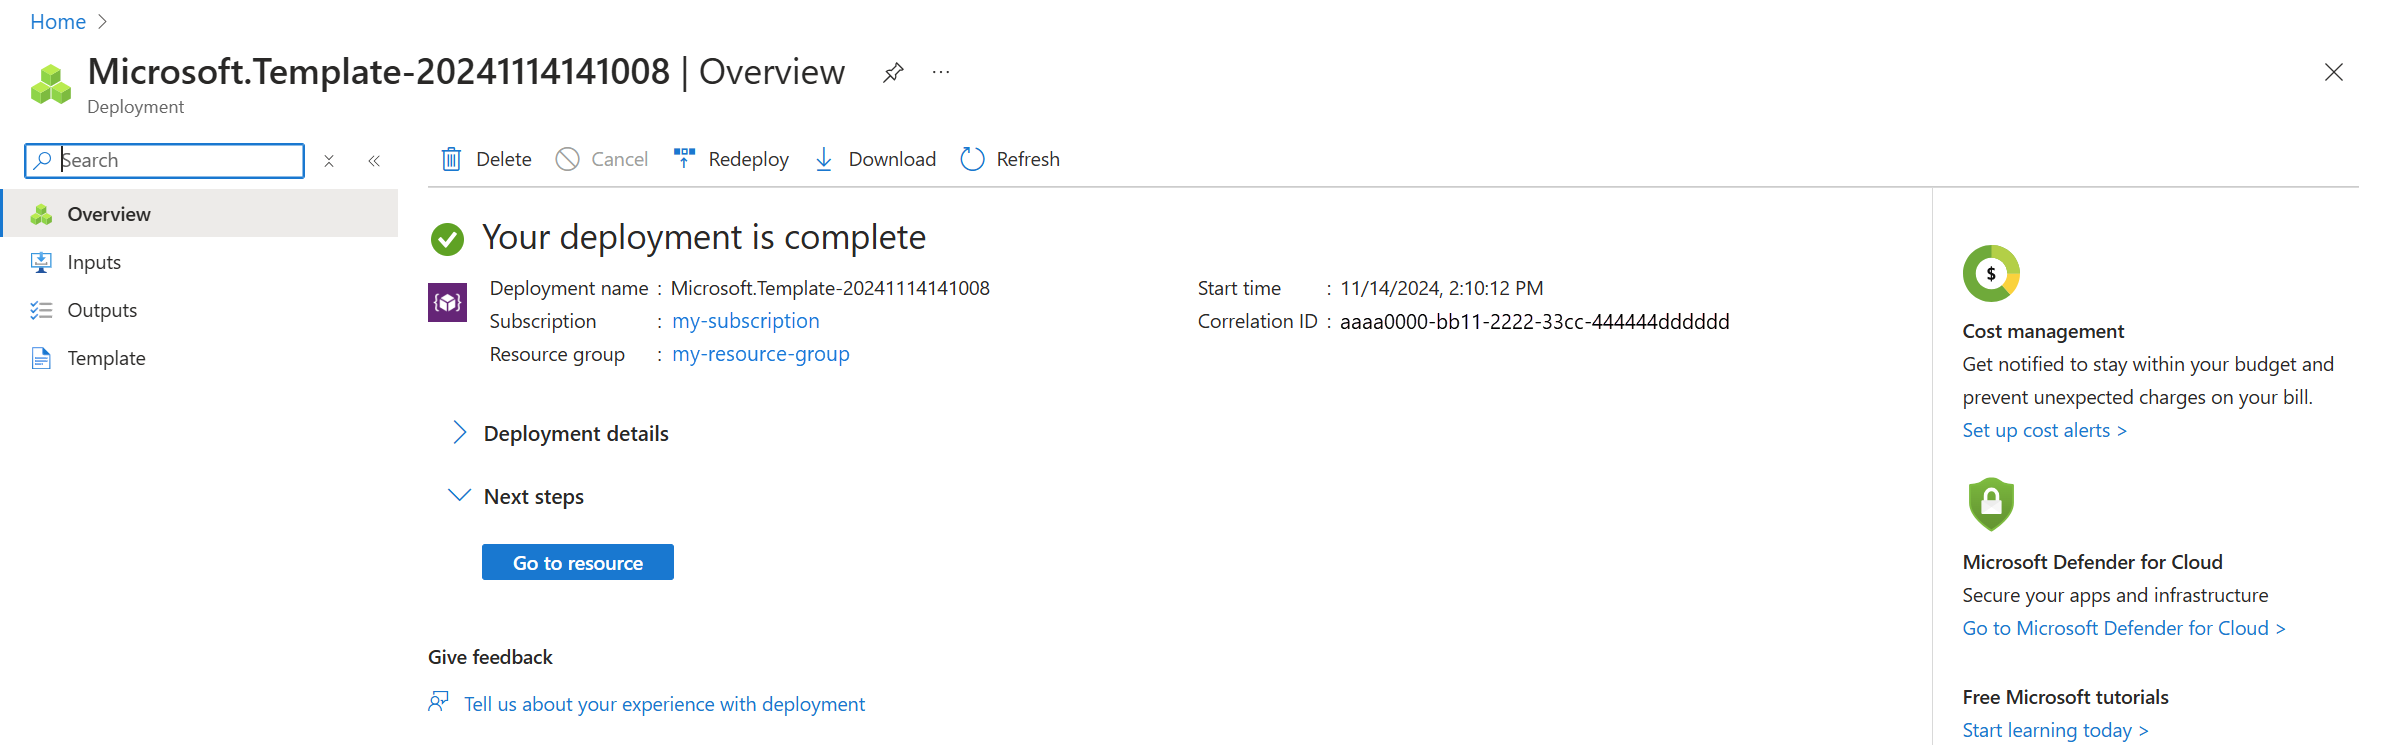 Home
Microsoft.Template-20241114141008 | Overview
Deployment
Search
Overview
Inputs
Outputs
Template
Delete
Cancel
Redeploy
Download
Refresh
Your deployment is complete
Deployment name : Microsoft.Template-20241114141008
Subscription : my-subscription
Resource group : my-resource-group
Start time : 11/14/2024, 2:10:12 PM
Correlation ID : aaaa0000-bb11-2222-33cc-444444dddddd
Deployment details
Next steps
Go to resource
Give feedback
Tell us about your experience with deployment
$
Cost management
Get notified to stay within your budget and
prevent unexpected charges on your bill.
Set up cost alerts >
Microsoft Defender for Cloud
Secure your apps and infrastructure
Go to Microsoft Defender for Cloud >
Free Microsoft tutorials
Start learning today >